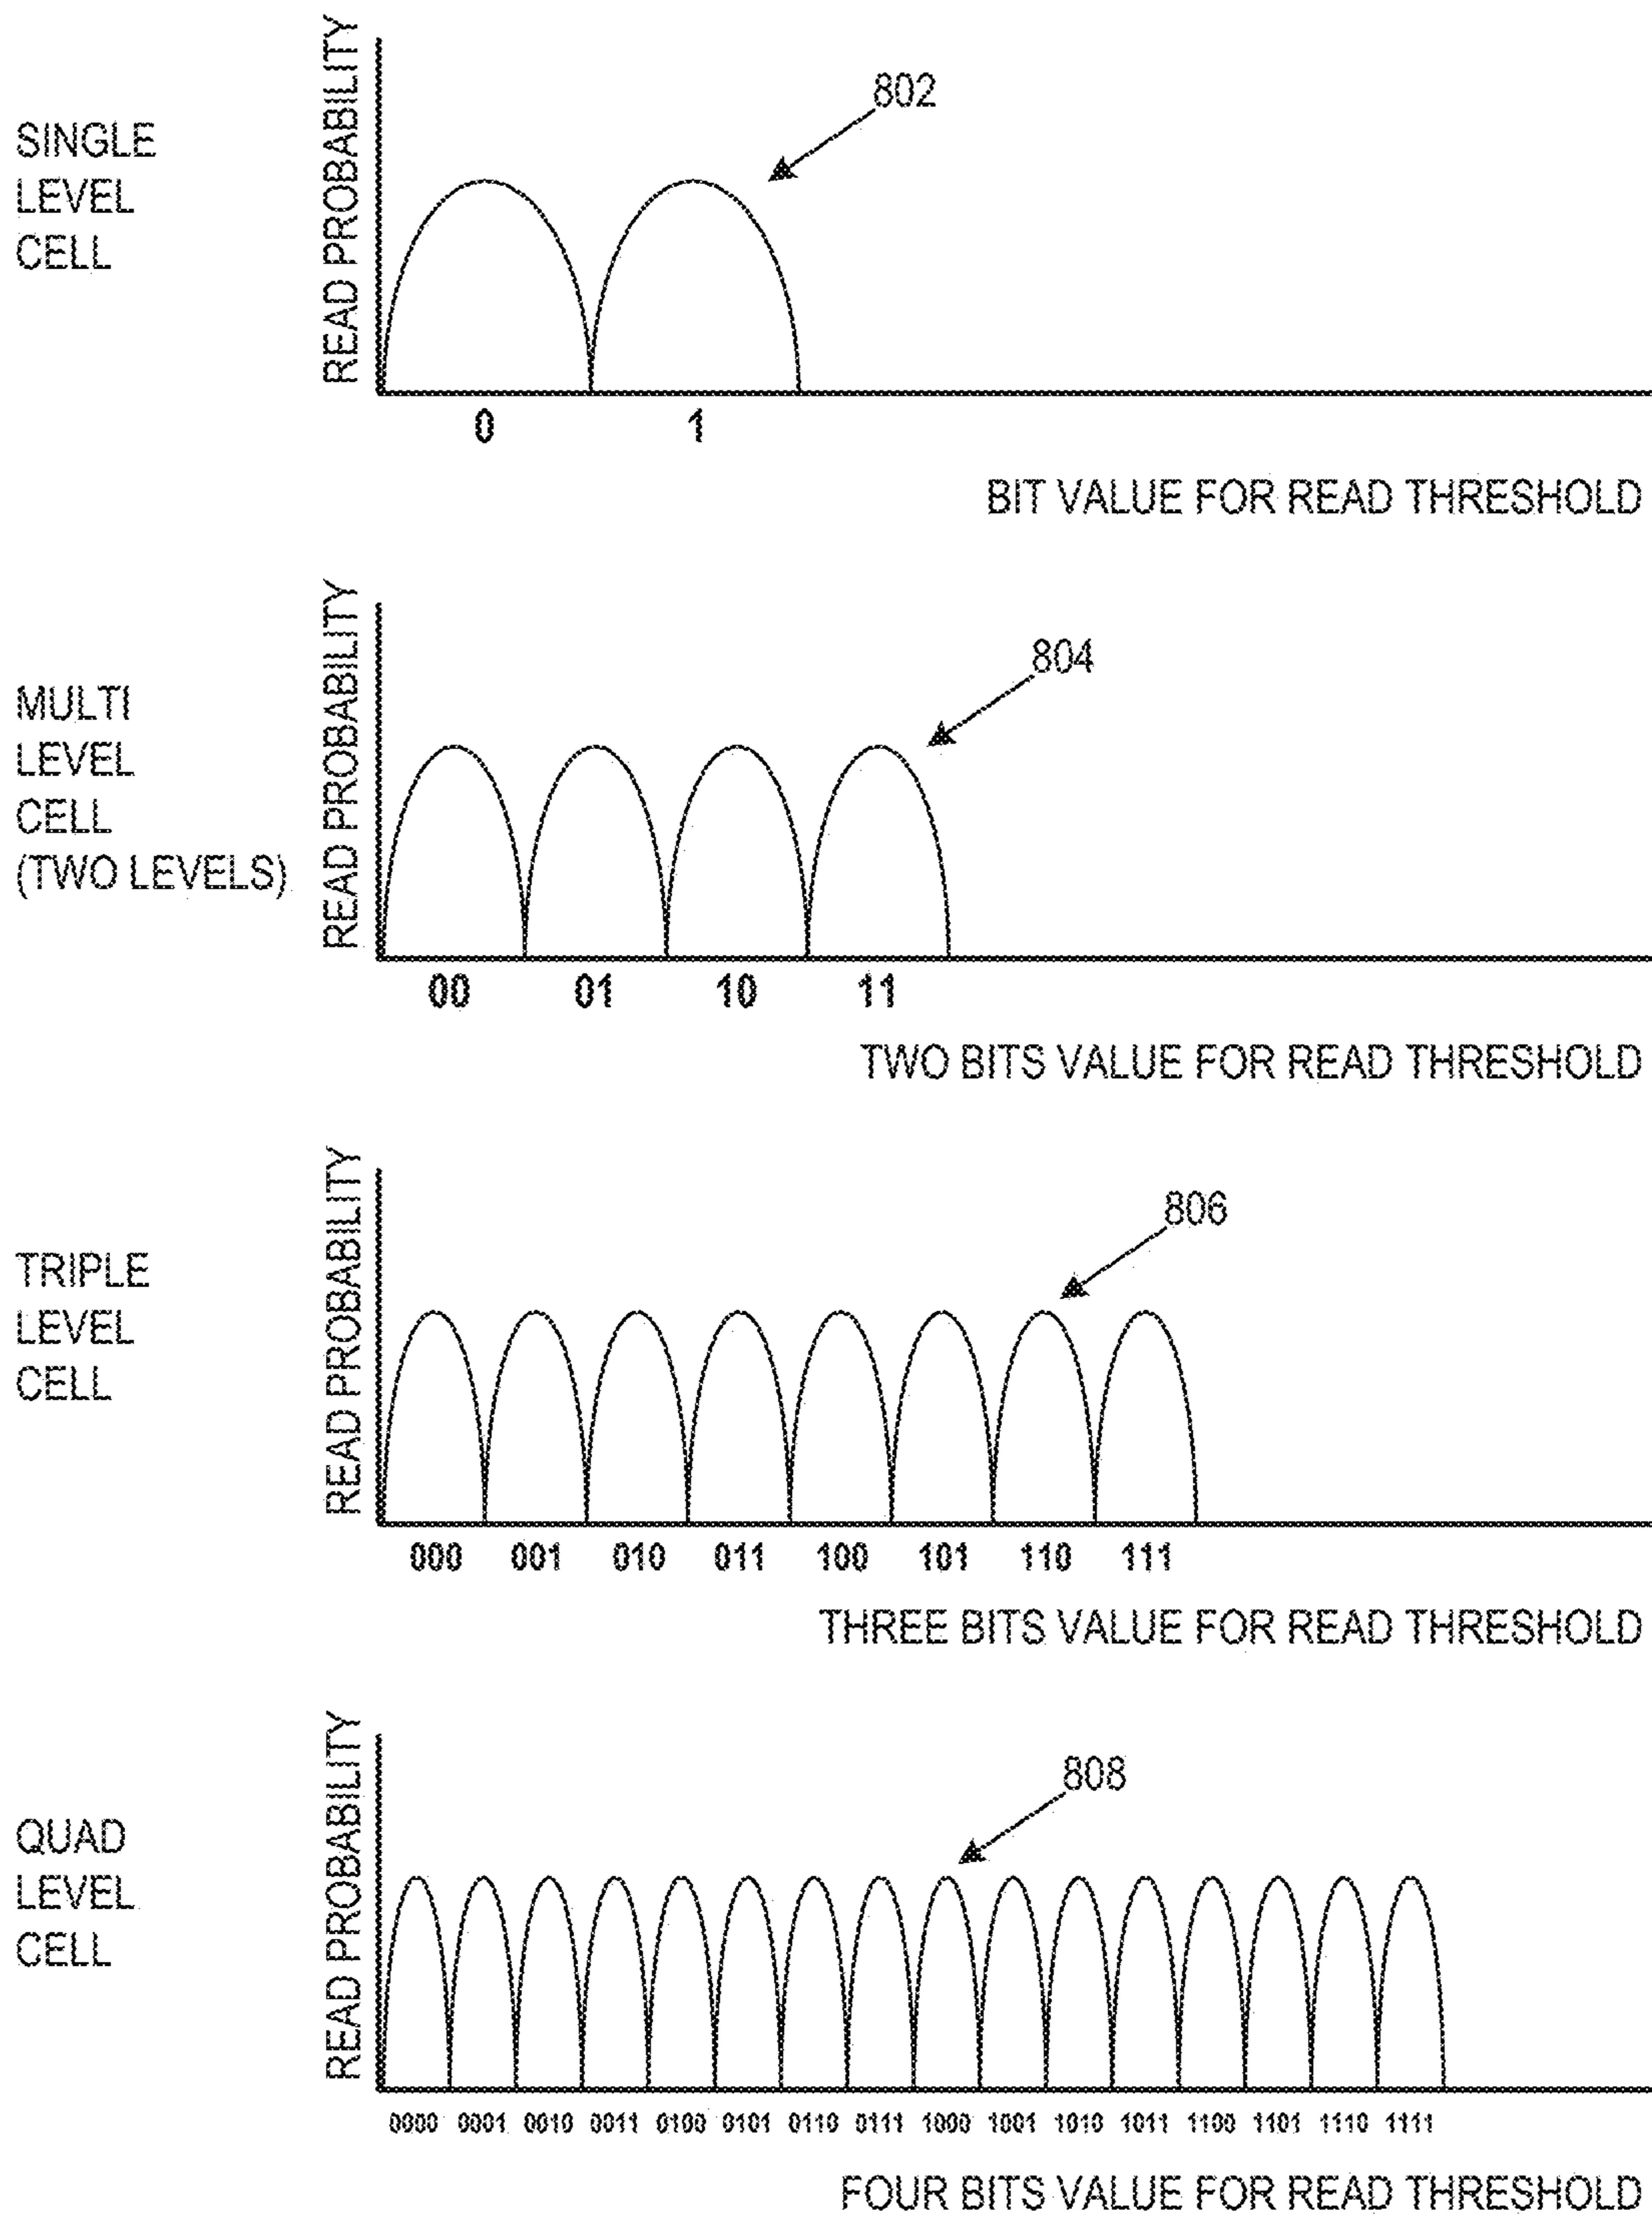 SINGLE
LEVEL
CELL
READ PROBABILITY
802
0 1
BIT VALUE FOR READ THRESHOLD
MULTI
LEVEL
CELL
(TWO LEVELS)
READ PROBABILITY
804
00 01 10 11
TWO BITS VALUE FOR READ THRESHOLD
TRIPLE
LEVEL
CELL
READ PROBABILITY
806
000 001 010 011 100 101 110 111
THREE BITS VALUE FOR READ THRESHOLD
QUAD
LEVEL
CELL
READ PROBABILITY
808
0000 0001 0010 0011 0100 0101 0110 0111 1000 1001 1010 1011 1100 1101 1110 1111
FOUR BITS VALUE FOR READ THRESHOLD